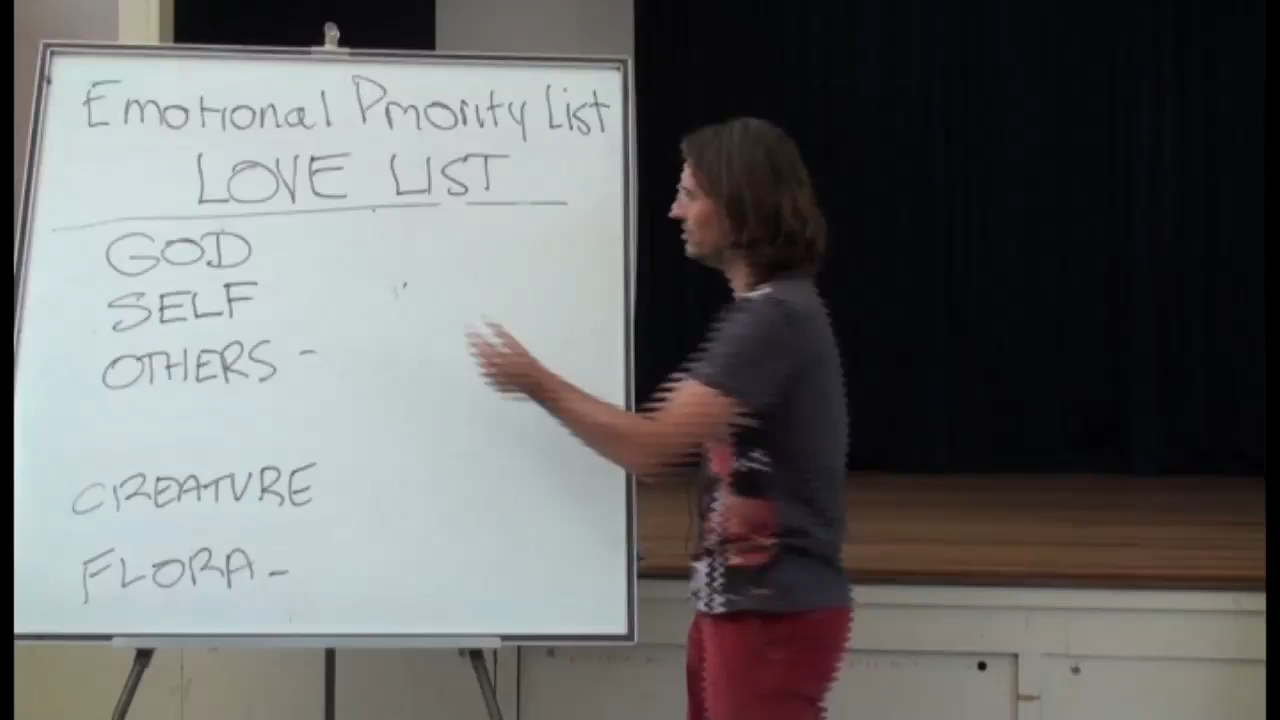 Emotional Priority List
LOVE LIST
GOD
SELF
OTHERS -
CREATURE
FLORA -